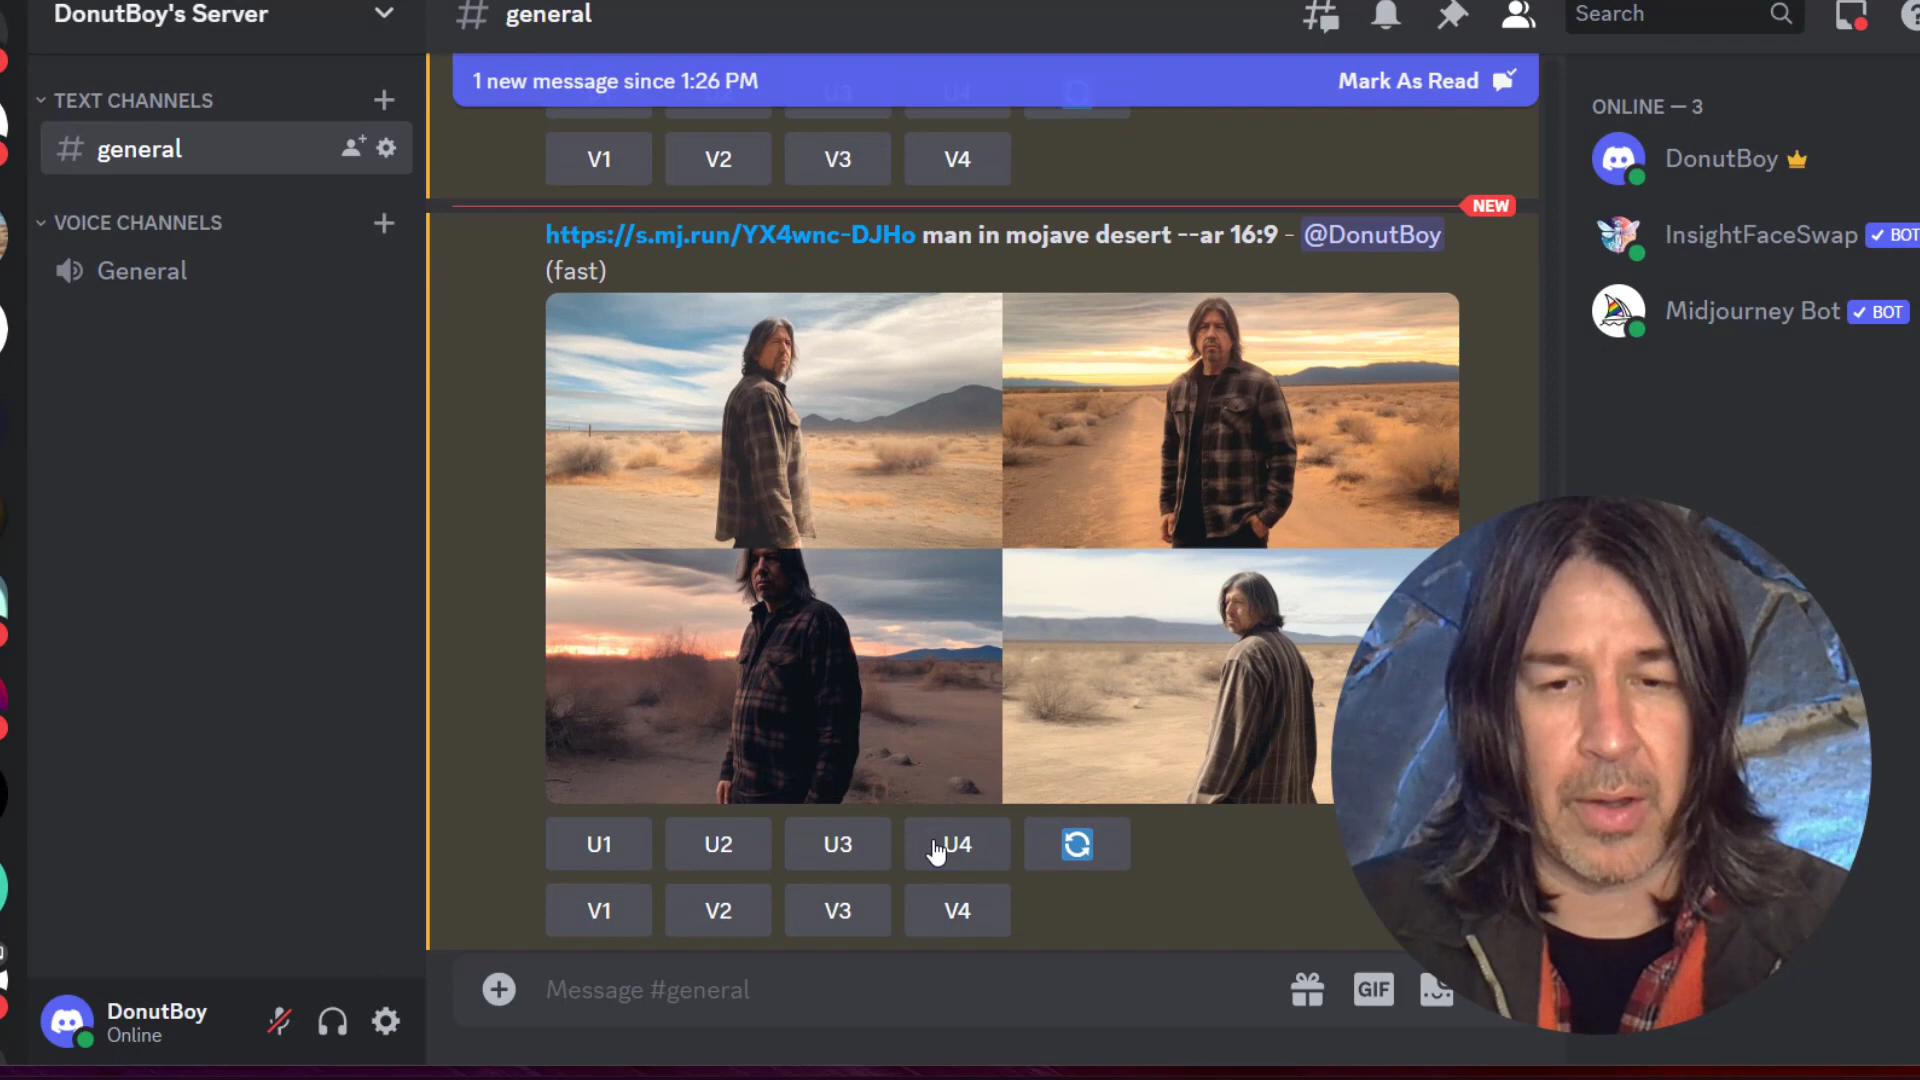 DonutBoy's Server
general
Search
1 new message since 1:26 PM
Mark As Read
TEXT CHANNELS
general
VOICE CHANNELS
General
U3 U4
V1 V2 V3 V4
NEW
https://s.mj.run/YX4wnc-DJHo man in mojave desert --ar 16:9 - @DonutBoy
(fast)
U1 U2 U3 U4
V1 V2 V3 V4
Message #general
GIF
DonutBoy
Online
ONLINE — 3
DonutBoy
InsightFaceSwap BOT
Midjourney Bot BOT